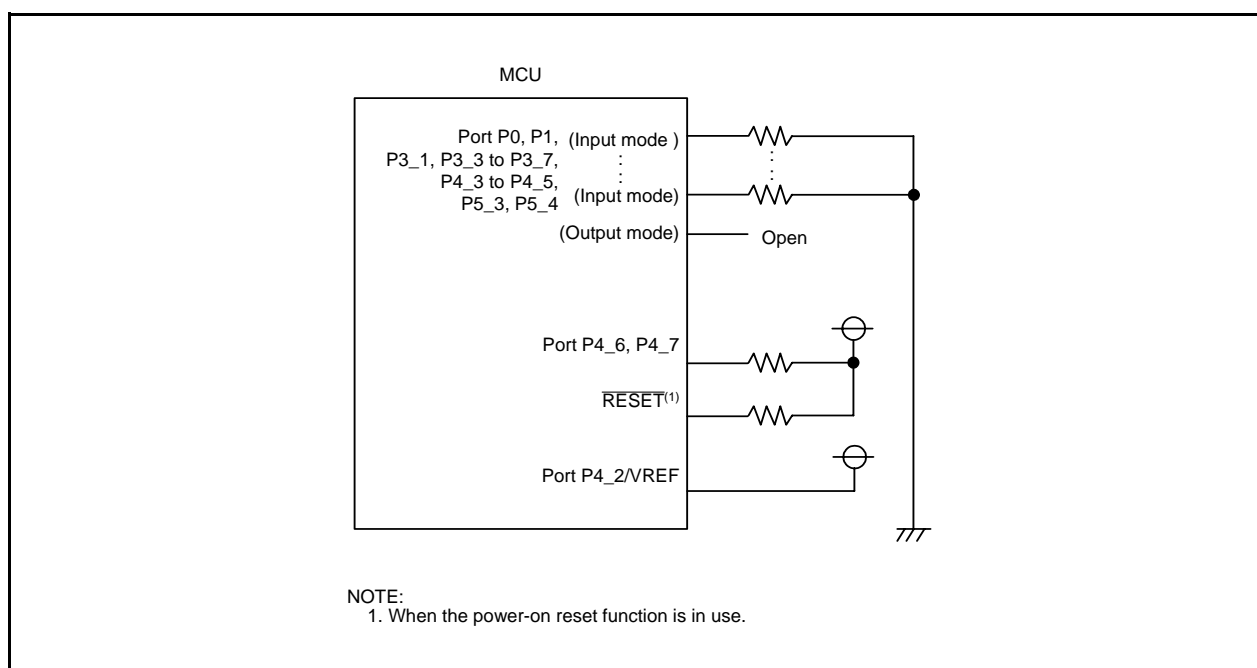 MCU
Port P0, P1,
P3_1, P3_3 to P3_7,
P4_3 to P4_5,
P5_3, P5_4
(Input mode )
:
:
(Input mode)
(Output mode)
Open
Port P4_6, P4_7
RESET(1)
Port P4_2/VREF
NOTE:
1. When the power-on reset function is in use.